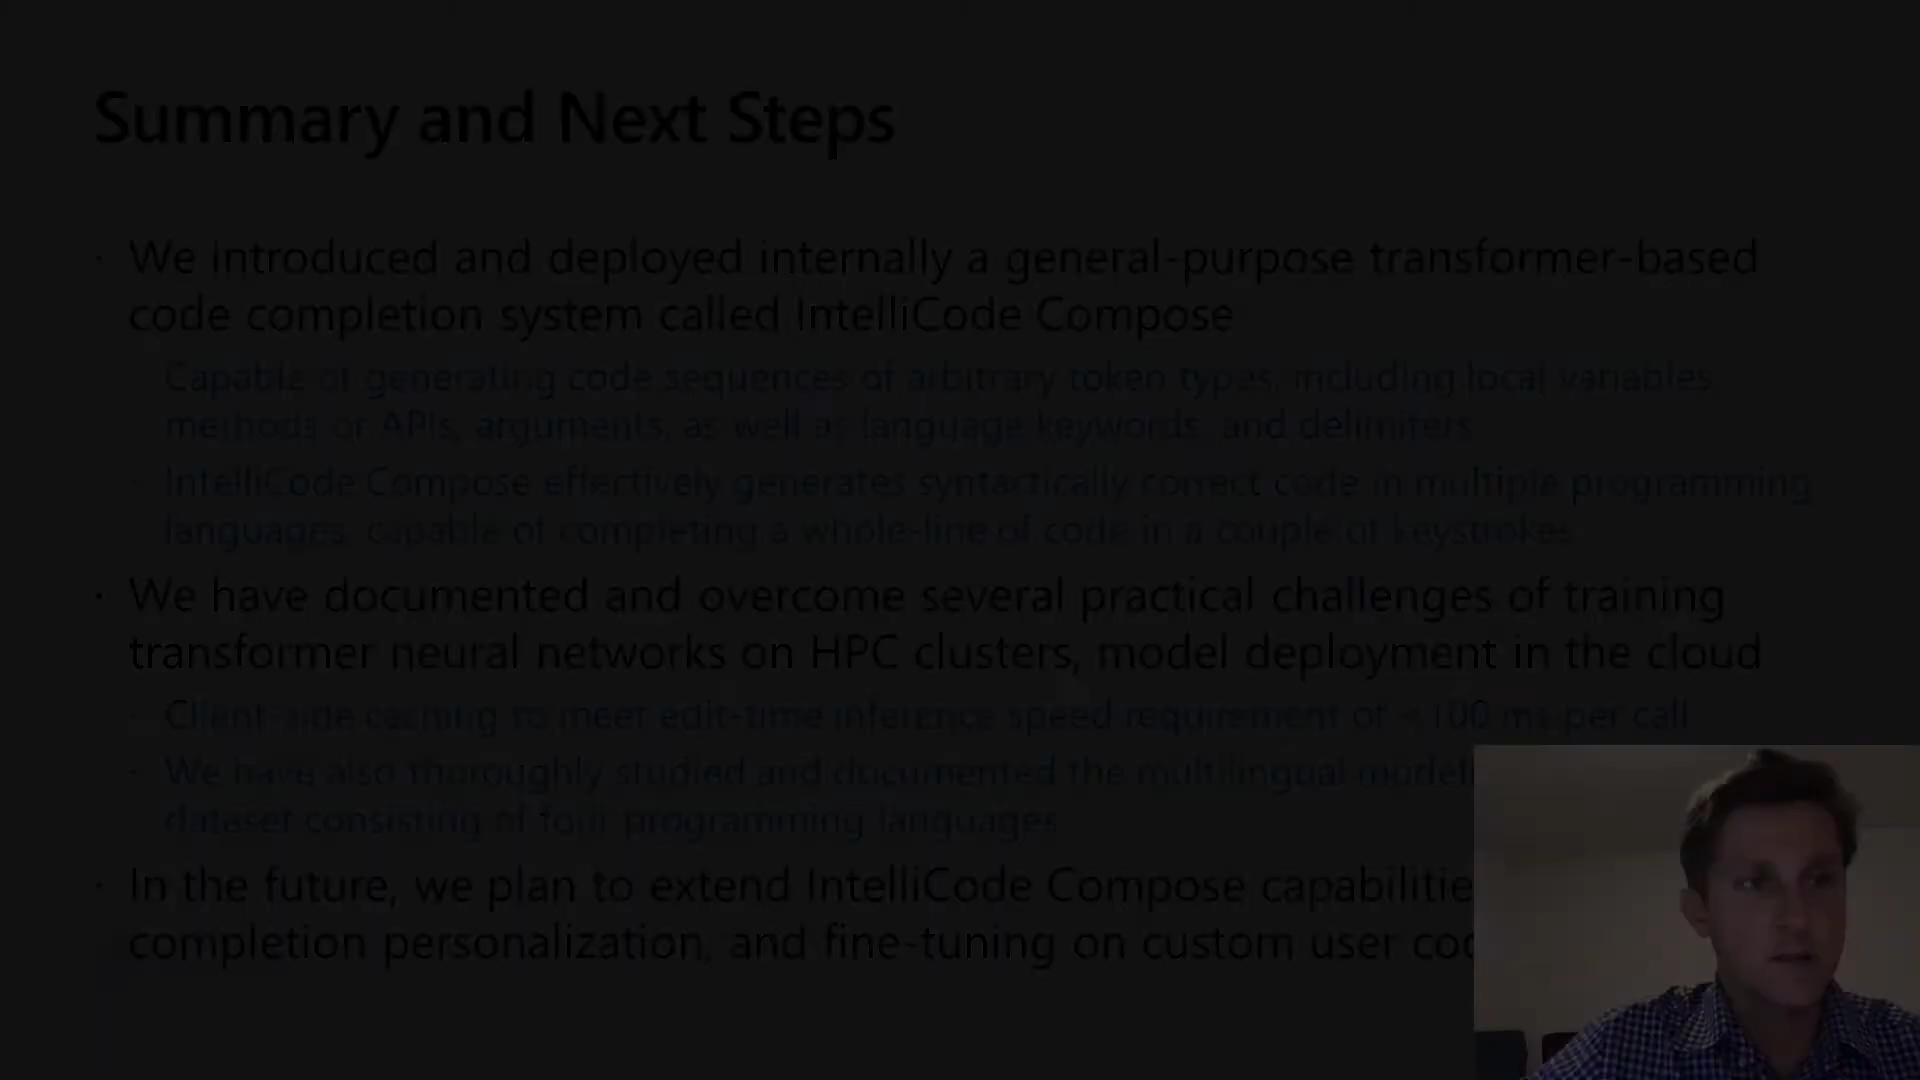 Summary and Next Steps
· We introduced and deployed internally a general-purpose transformer-based
code completion system called IntelliCode Compose
Capable of generating code sequences of arbitrary token types, including local variables
methods or APIs, arguments, as well as language keywords, and delimiters
- IntelliCode Compose effectively generates syntactically correct code in multiple programming
languages, capable of completing a whole-line of code in a couple of keystrokes
· We have documented and overcome several practical challenges of training
transformer neural networks on HPC clusters, model deployment in the cloud
- Client-side caching to meet edit-time inference speed requirement of < 100 ms per call
- We have also thoroughly studied and documented the multilingual
dataset consisting of four programming languages
· In the future, we plan to extend IntelliCode Compose
completion personalization, and fine-tuning on custom user